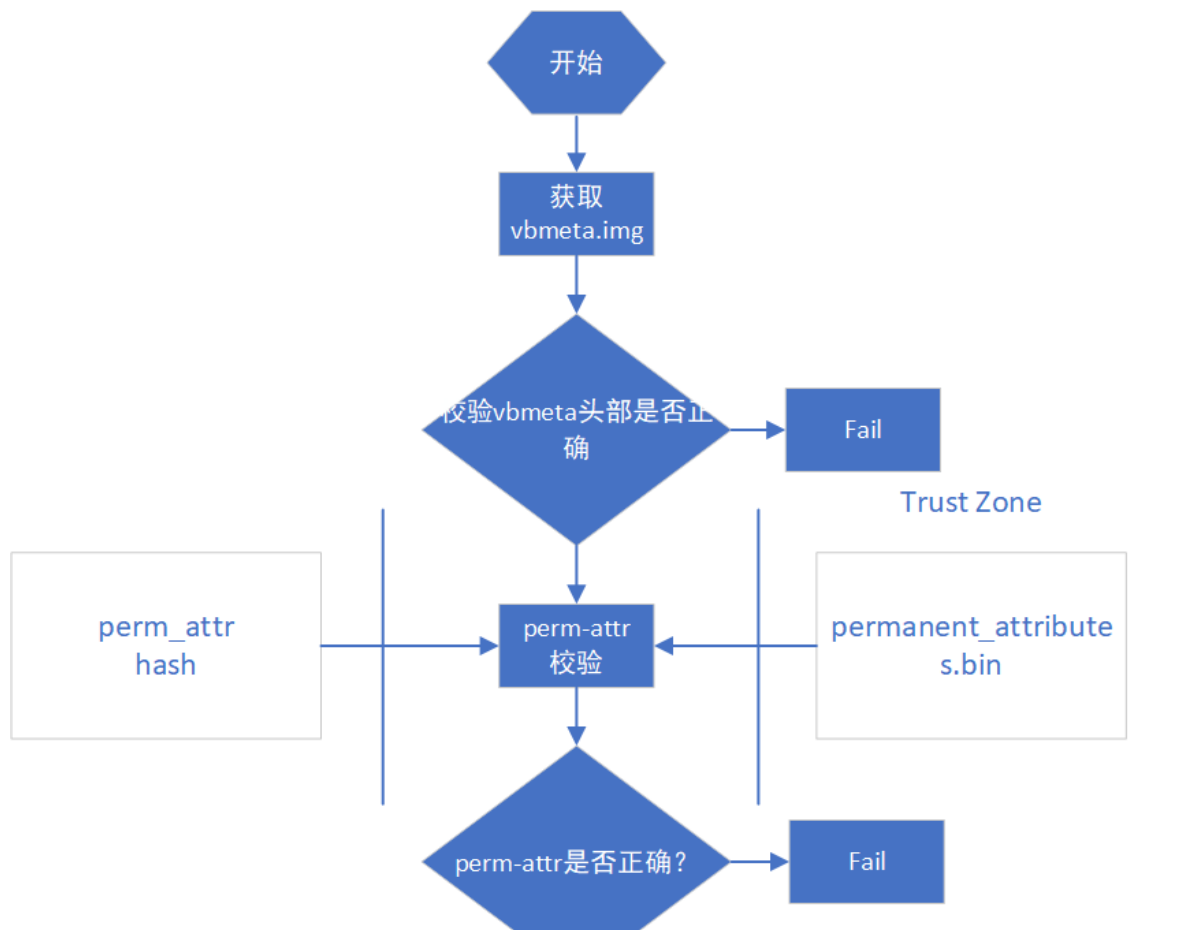 开始
获取
vbmeta.img
校验vbmeta头部是否正
确
Fail
Trust Zone
perm_attr
hash
perm-attr
校验
permanent_attribute
s.bin
perm-attr是否正确？
Fail